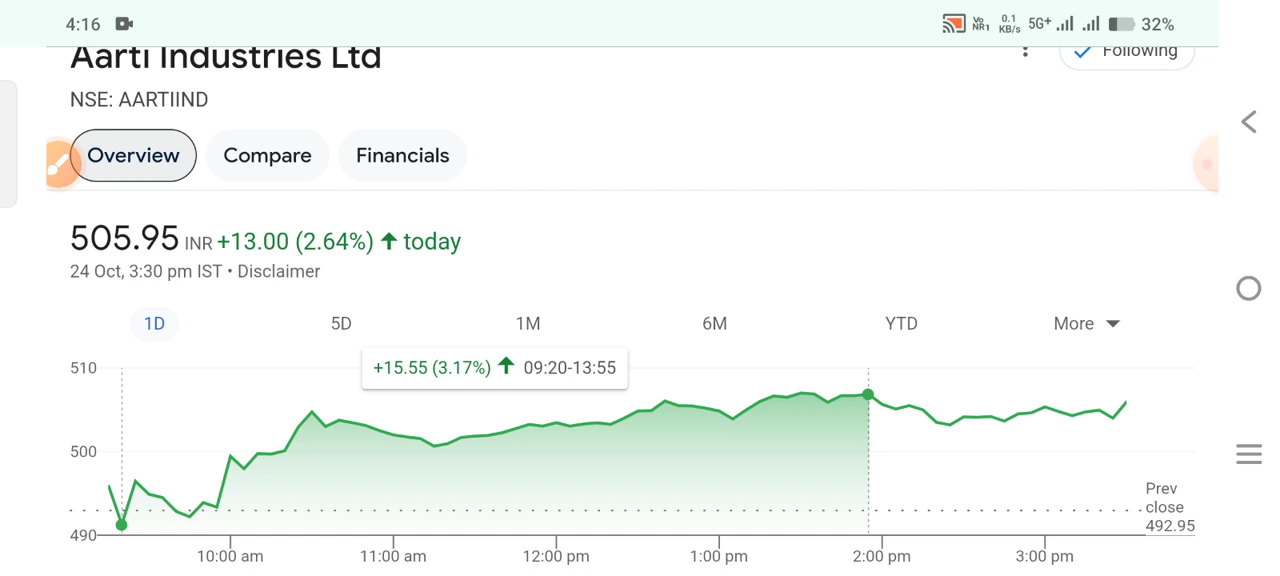 4:16 Vo NR1 0.1 KB/s 5G+ 32%
Aarti Industries Ltd
Following
NSE: AARTIIND
Overview Compare Financials
505.95 INR +13.00 (2.64%) ↑ today
24 Oct, 3:30 pm IST • Disclaimer
1D 5D 1M 6M YTD More
+15.55 (3.17%) ↑ 09:20-13:55
510
500
490
Prev
close
492.95
10:00 am 11:00 am 12:00 pm 1:00 pm 2:00 pm 3:00 pm